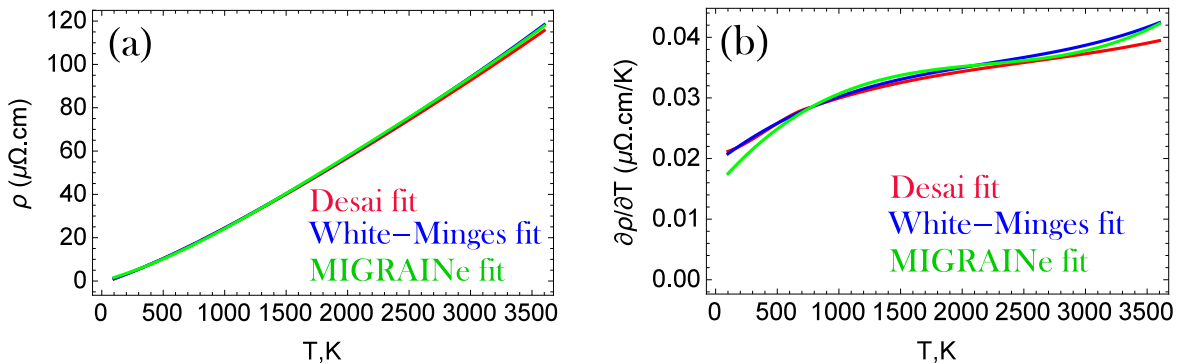 (a)
120
100
80
60
40
20
0
ρ (μΩ.cm)
Desai fit
White−Minges fit
MIGRAINe fit
0 500 1000 1500 2000 2500 3000 3500
T,K
(b)
0.04
0.03
0.02
0.01
0.00
∂ρ/∂T (μΩ.cm/K)
Desai fit
White−Minges fit
MIGRAINe fit
0 500 1000 1500 2000 2500 3000 3500
T,K